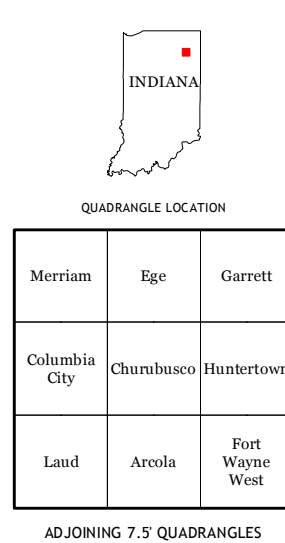 INDIANA
QUADRANGLE LOCATION
Merriam
Ege
Garrett
Columbia
City
Churubusco
Huntertown
Laud
Arcola
Fort
Wayne
West
ADJOINING 7.5' QUADRANGLES